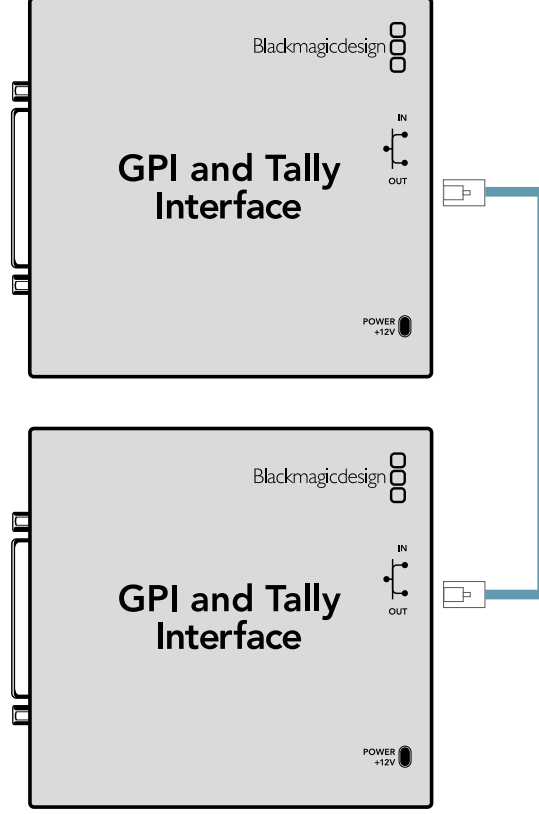 Blackmagicdesign
IN
OUT
GPI and Tally
Interface
POWER
+12V
Blackmagicdesign
IN
OUT
GPI and Tally
Interface
POWER
+12V